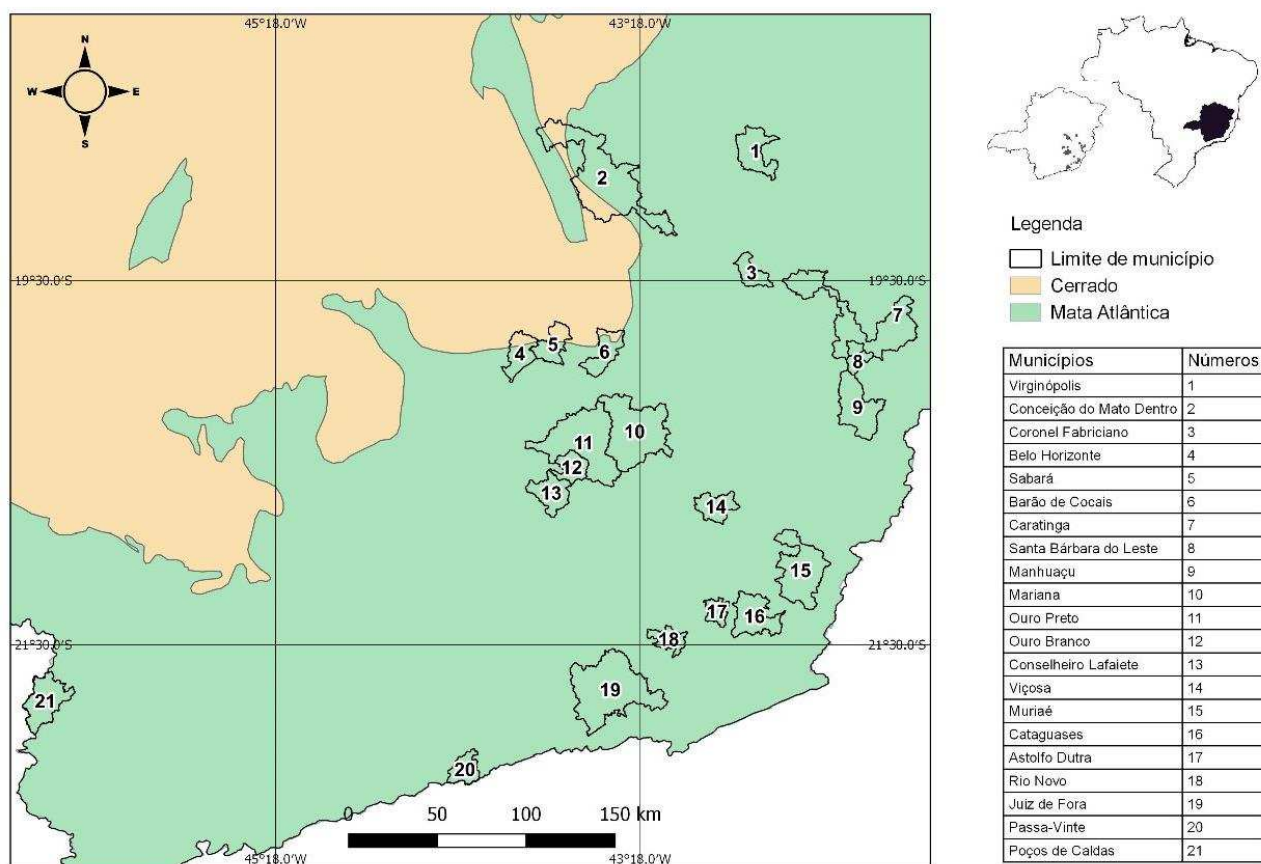 45°18.0'W 43°18.0'W
N
W E
S
1
2
19°30.0'S 19°30.0'S
3
7
4 5 6
8
9
10
11
12
13
14
15
17 16
18
21°30.0'S 21°30.0'S
19
21
20
0 50 100 150 km
45°18.0'W 43°18.0'W
Legenda
Limite de município
Cerrado
Mata Atlântica
Municípios Números
Virginópolis 1
Conceição do Mato Dentro 2
Coronel Fabriciano 3
Belo Horizonte 4
Sabará 5
Barão de Cocais 6
Caratinga 7
Santa Bárbara do Leste 8
Manhuaçu 9
Mariana 10
Ouro Preto 11
Ouro Branco 12
Conselheiro Lafaiete 13
Viçosa 14
Muriaé 15
Cataguases 16
Astolfo Dutra 17
Rio Novo 18
Juiz de Fora 19
Passa-Vinte 20
Poços de Caldas 21